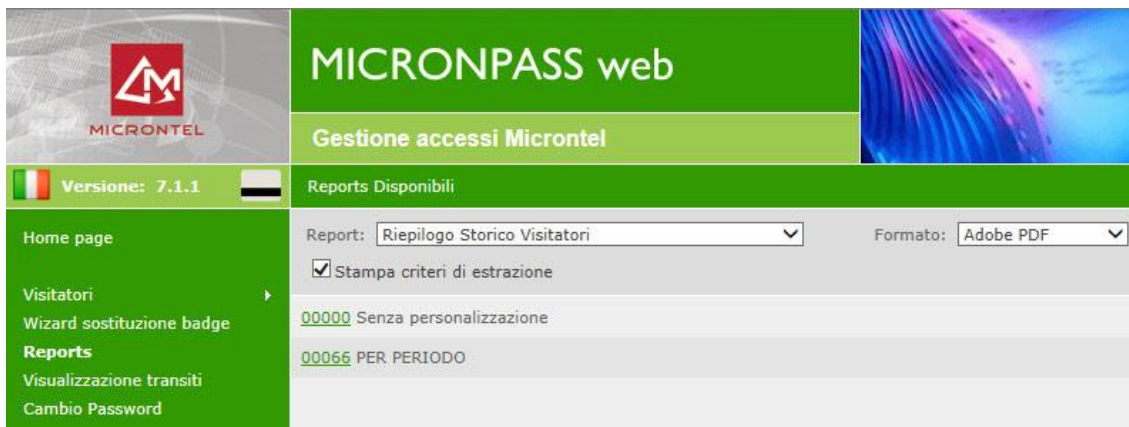 MICRONTEL
MICRONPASS web
Gestione accessi Microntel
Versione: 7.1.1
Reports Disponibili
Home page
Visitatori
Wizard sostituzione badge
Reports
Visualizzazione transiti
Cambio Password
Report: Riepilogo Storico Visitatori Formato: Adobe PDF
Stampa criteri di estrazione
00000 Senza personalizzazione
00066 PER PERIODO